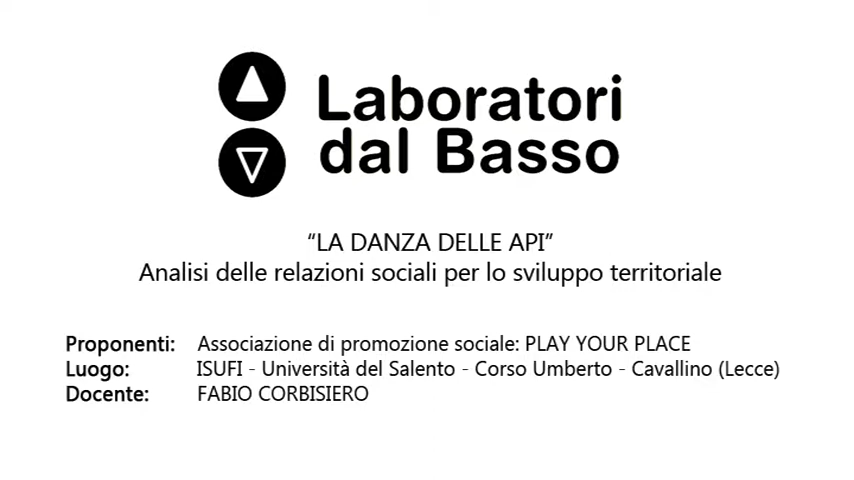 Laboratori
dal Basso
“LA DANZA DELLE API”
Analisi delle relazioni sociali per lo sviluppo territoriale
Proponenti: Associazione di promozione sociale: PLAY YOUR PLACE
Luogo: ISUFI - Università del Salento - Corso Umberto - Cavallino (Lecce)
Docente: FABIO CORBISIERO